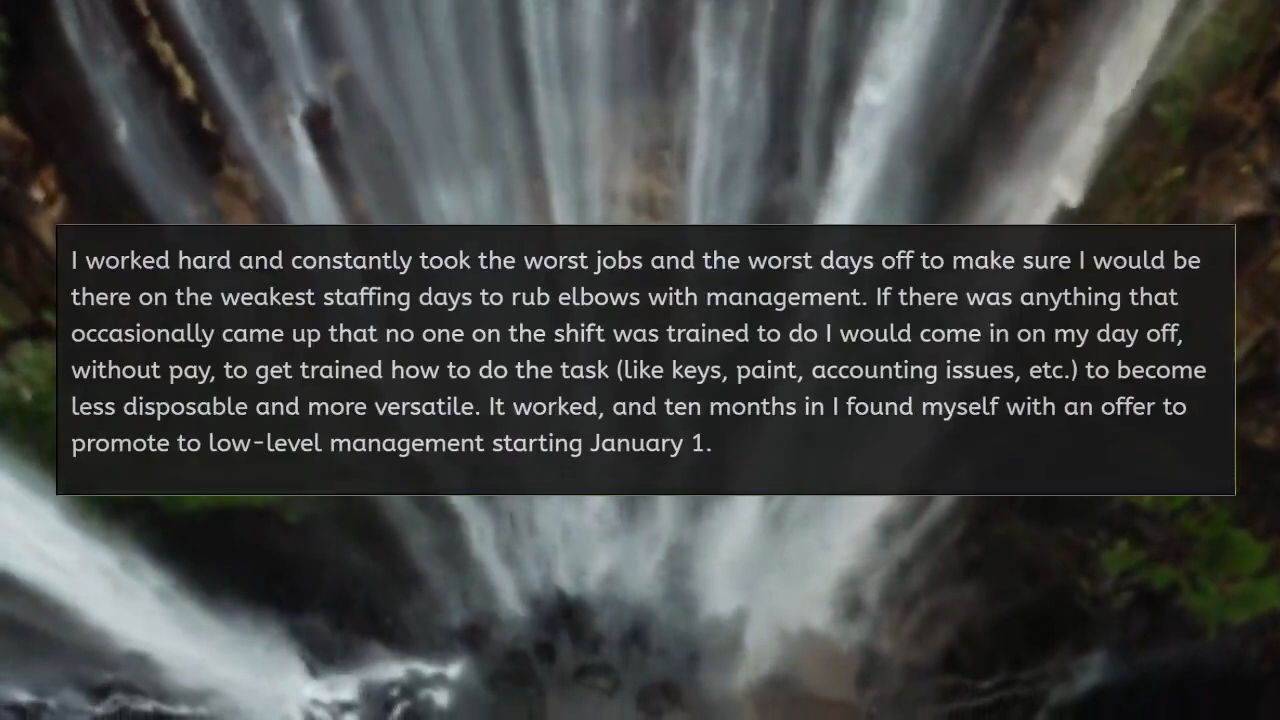 I worked hard and constantly took the worst jobs and the worst days off to make sure I would be
there on the weakest staffing days to rub elbows with management. If there was anything that
occasionally came up that no one on the shift was trained to do I would come in on my day off,
without pay, to get trained how to do the task (like keys, paint, accounting issues, etc.) to become
less disposable and more versatile. It worked, and ten months in I found myself with an offer to
promote to low-level management starting January 1.